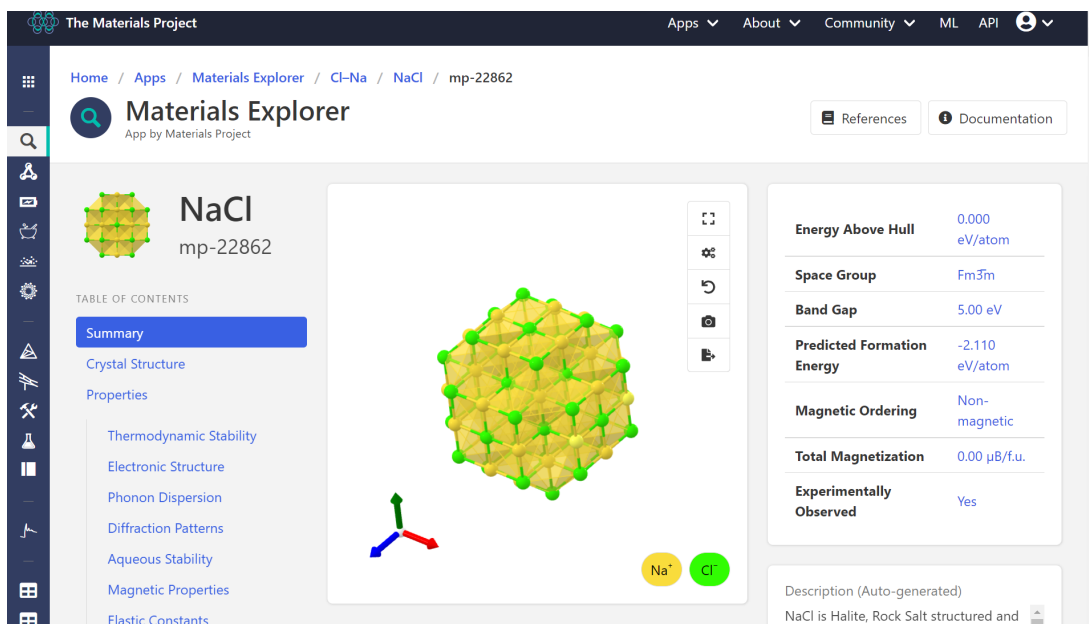 The Materials Project
Apps About Community ML API
Home / Apps / Materials Explorer / Cl–Na / NaCl / mp-22862
Materials Explorer
App by Materials Project
References
Documentation
NaCl
mp-22862
TABLE OF CONTENTS
Summary
Crystal Structure
Properties
Thermodynamic Stability
Electronic Structure
Phonon Dispersion
Diffraction Patterns
Aqueous Stability
Magnetic Properties
Elastic Constants
Na⁺
Cl⁻
Energy Above Hull
0.000
eV/atom
Space Group
Fm3̅m
Band Gap
5.00 eV
Predicted Formation
Energy
-2.110
eV/atom
Magnetic Ordering
Non-
magnetic
Total Magnetization
0.00 µB/f.u.
Experimentally
Observed
Yes
Description (Auto-generated)
NaCl is Halite, Rock Salt structured and